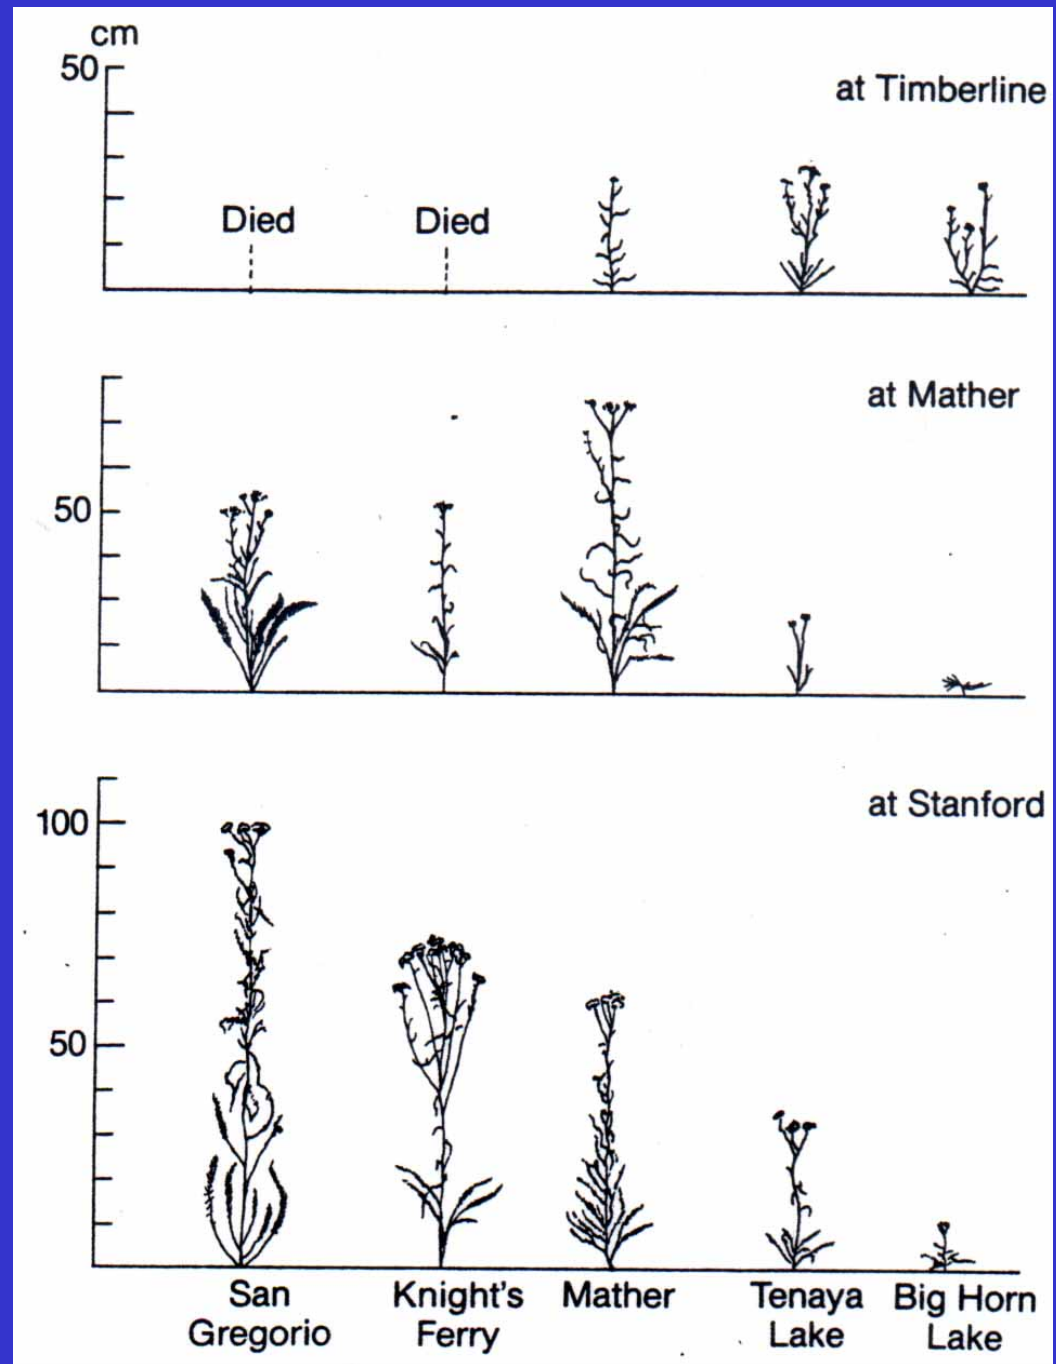 cm
50
at Timberline
Died
Died
at Mather
50
at Stanford
100
50
San Gregorio
Knight's Ferry
Mather
Tenaya Lake
Big Horn Lake